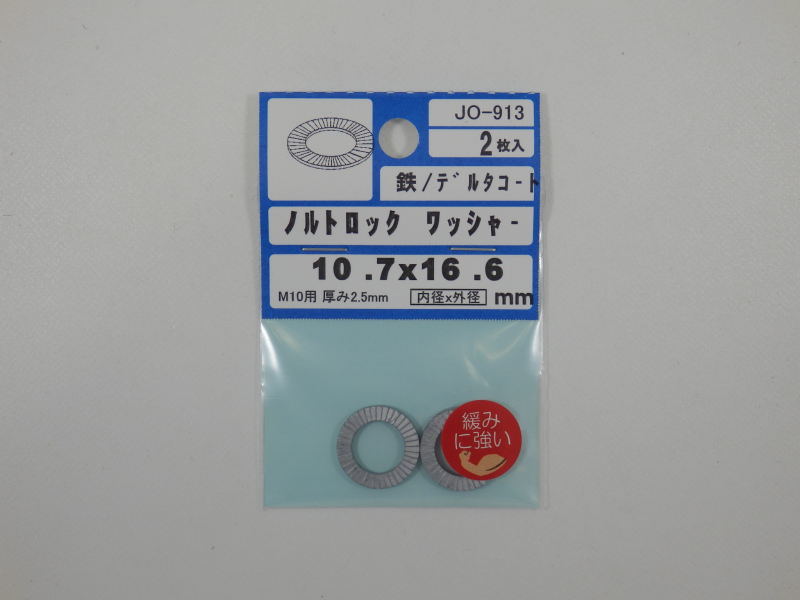 JO-913
2枚入
鉄/デルタコート
ノルトロック ワッシャー
10 .7x16 .6
M10用 厚み2.5mm 内径x外径 mm
緩み
に強い